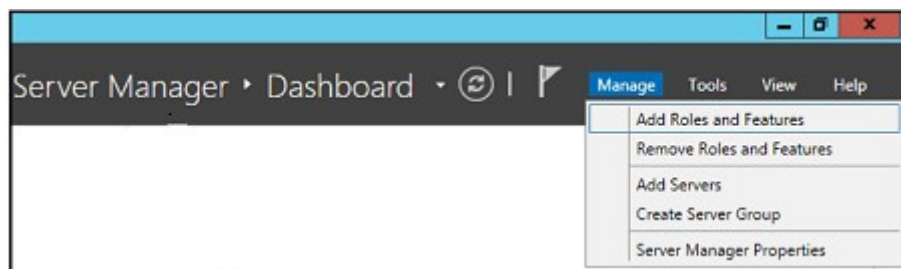 Server Manager ‣ Dashboard
Manage Tools View Help
Add Roles and Features
Remove Roles and Features
Add Servers
Create Server Group
Server Manager Properties